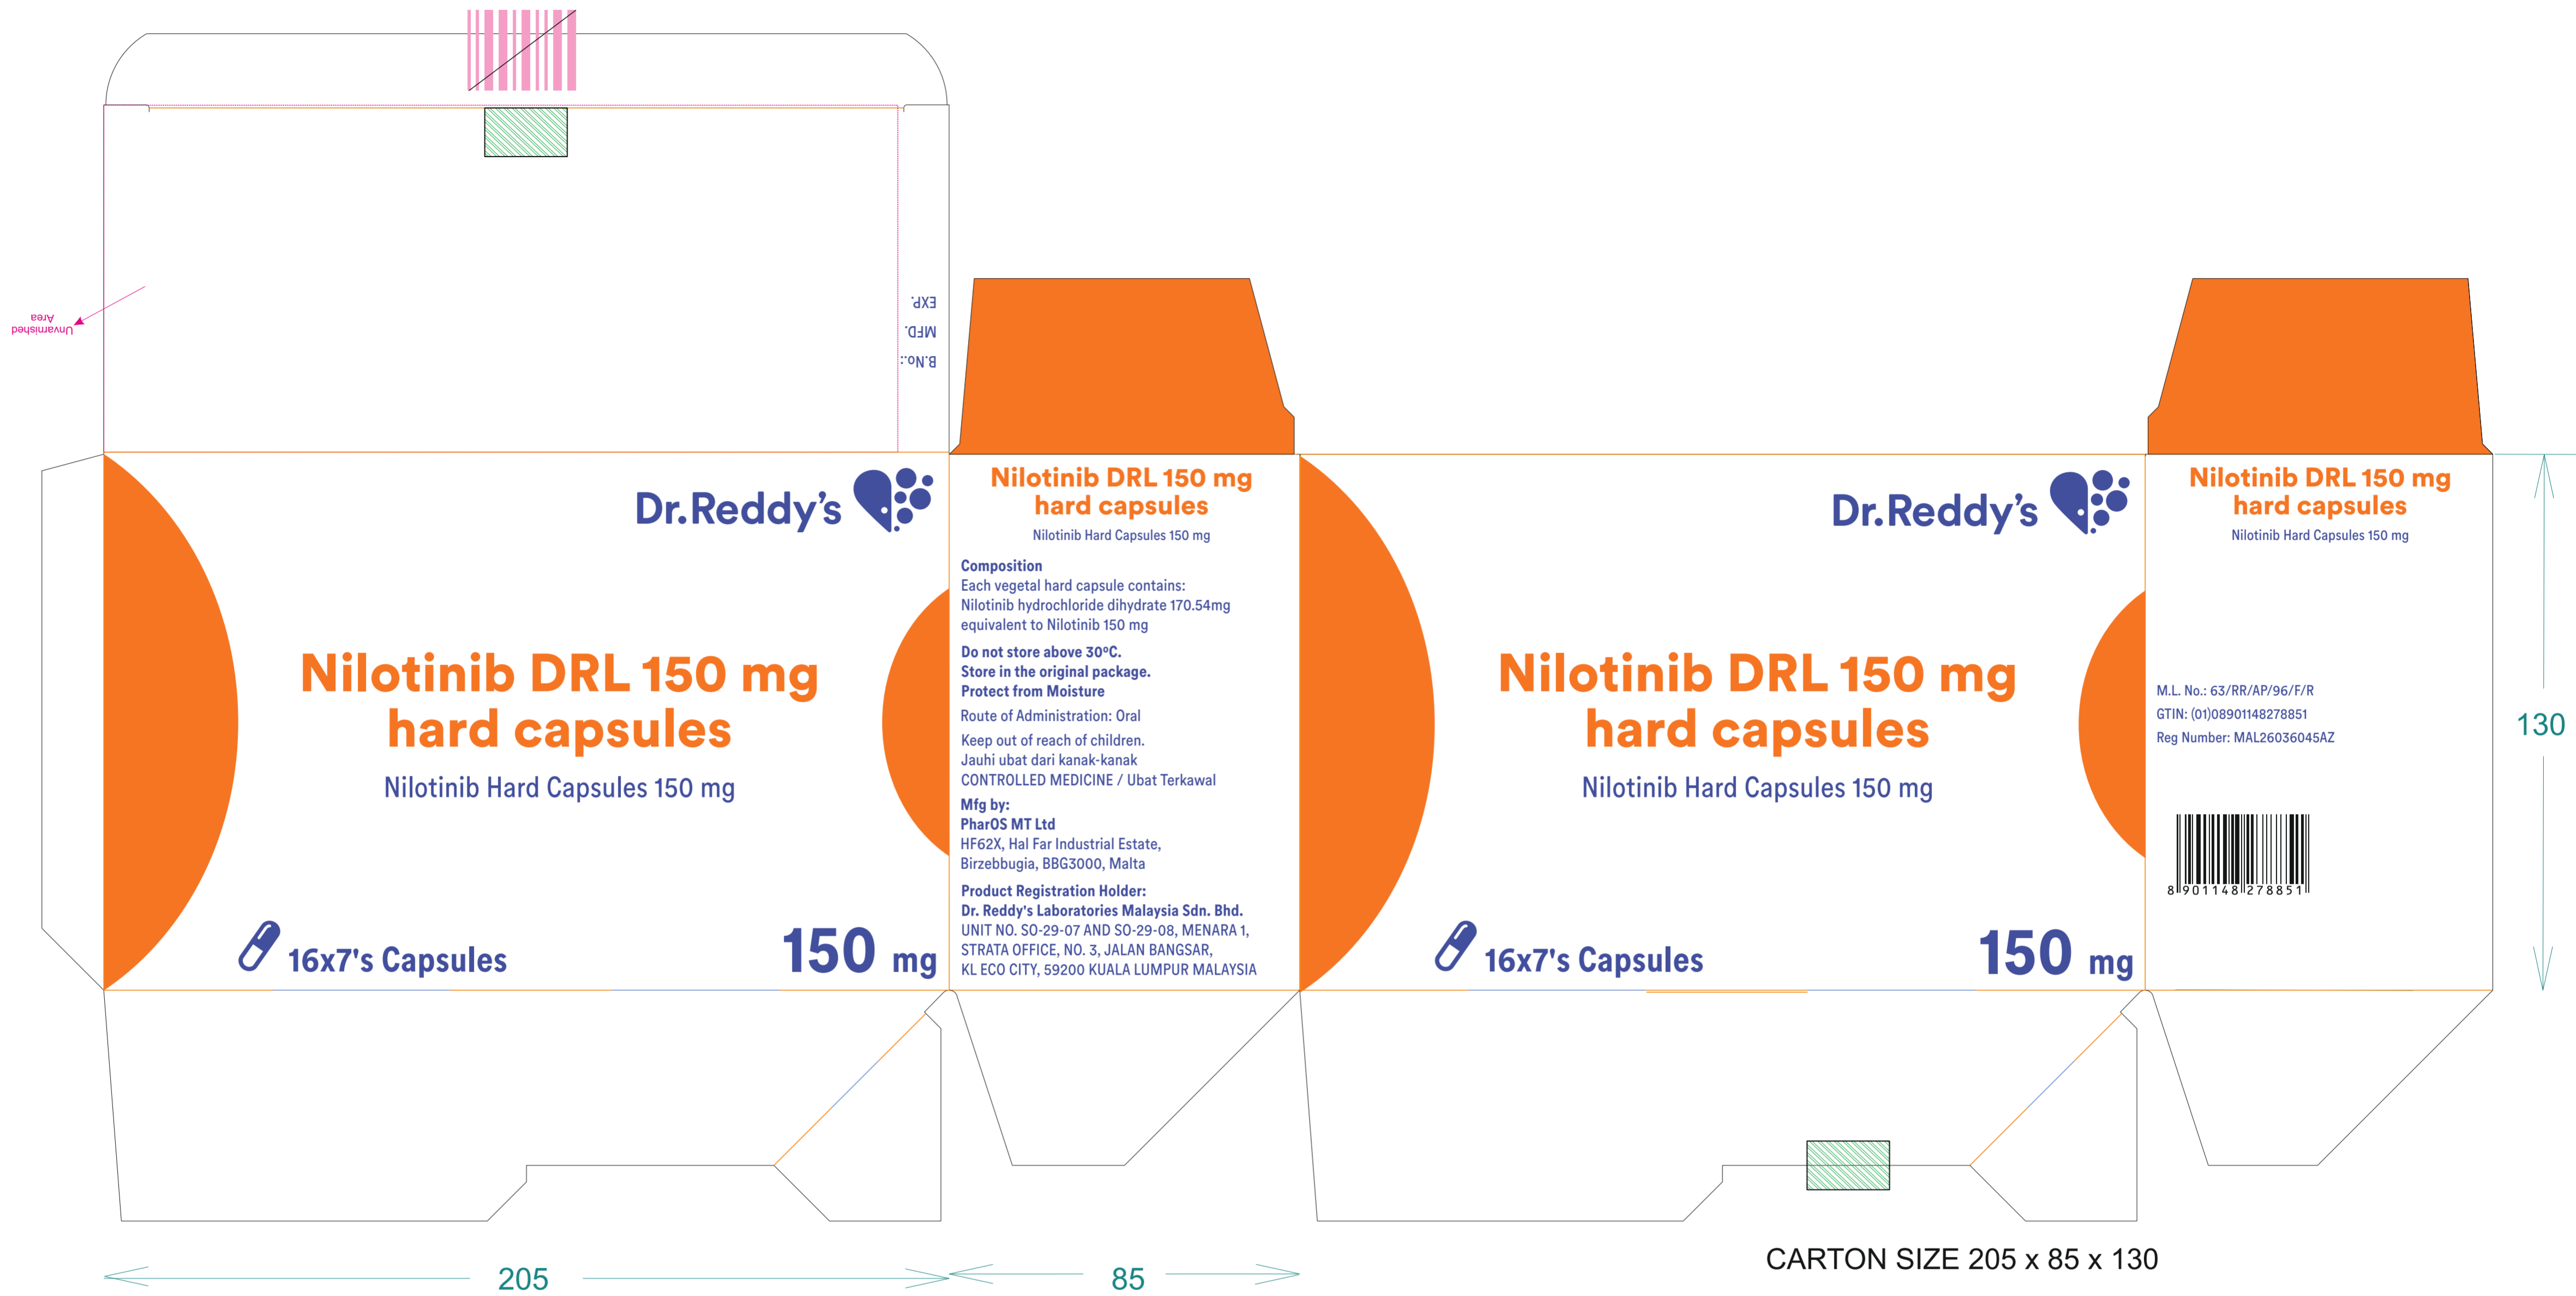 Unvarnished
Area
EXP.
MFD.
B.No.:
Dr.Reddy's
Nilotinib DRL 150 mg
hard capsules
Nilotinib Hard Capsules 150 mg
16x7's Capsules
150 mg
Nilotinib DRL 150 mg
hard capsules
Nilotinib Hard Capsules 150 mg
Composition
Each vegetal hard capsule contains:
Nilotinib hydrochloride dihydrate 170.54mg
equivalent to Nilotinib 150 mg
Do not store above 30ºC.
Store in the original package.
Protect from Moisture
Route of Administration: Oral
Keep out of reach of children.
Jauhi ubat dari kanak-kanak
CONTROLLED MEDICINE / Ubat Terkawal
Mfg by:
PharOS MT Ltd
HF62X, Hal Far Industrial Estate,
Birzebbugia, BBG3000, Malta
Product Registration Holder:
Dr. Reddy's Laboratories Malaysia Sdn. Bhd.
UNIT NO. SO-29-07 AND SO-29-08, MENARA 1,
STRATA OFFICE, NO. 3, JALAN BANGSAR,
KL ECO CITY, 59200 KUALA LUMPUR MALAYSIA
Dr.Reddy's
Nilotinib DRL 150 mg
hard capsules
Nilotinib Hard Capsules 150 mg
16x7's Capsules
150 mg
Nilotinib DRL 150 mg
hard capsules
Nilotinib Hard Capsules 150 mg
M.L. No.: 63/RR/AP/96/F/R
GTIN: (01)08901148278851
Reg Number: MAL26036045AZ
8 901148 278851
130
205
85
CARTON SIZE 205 x 85 x 130